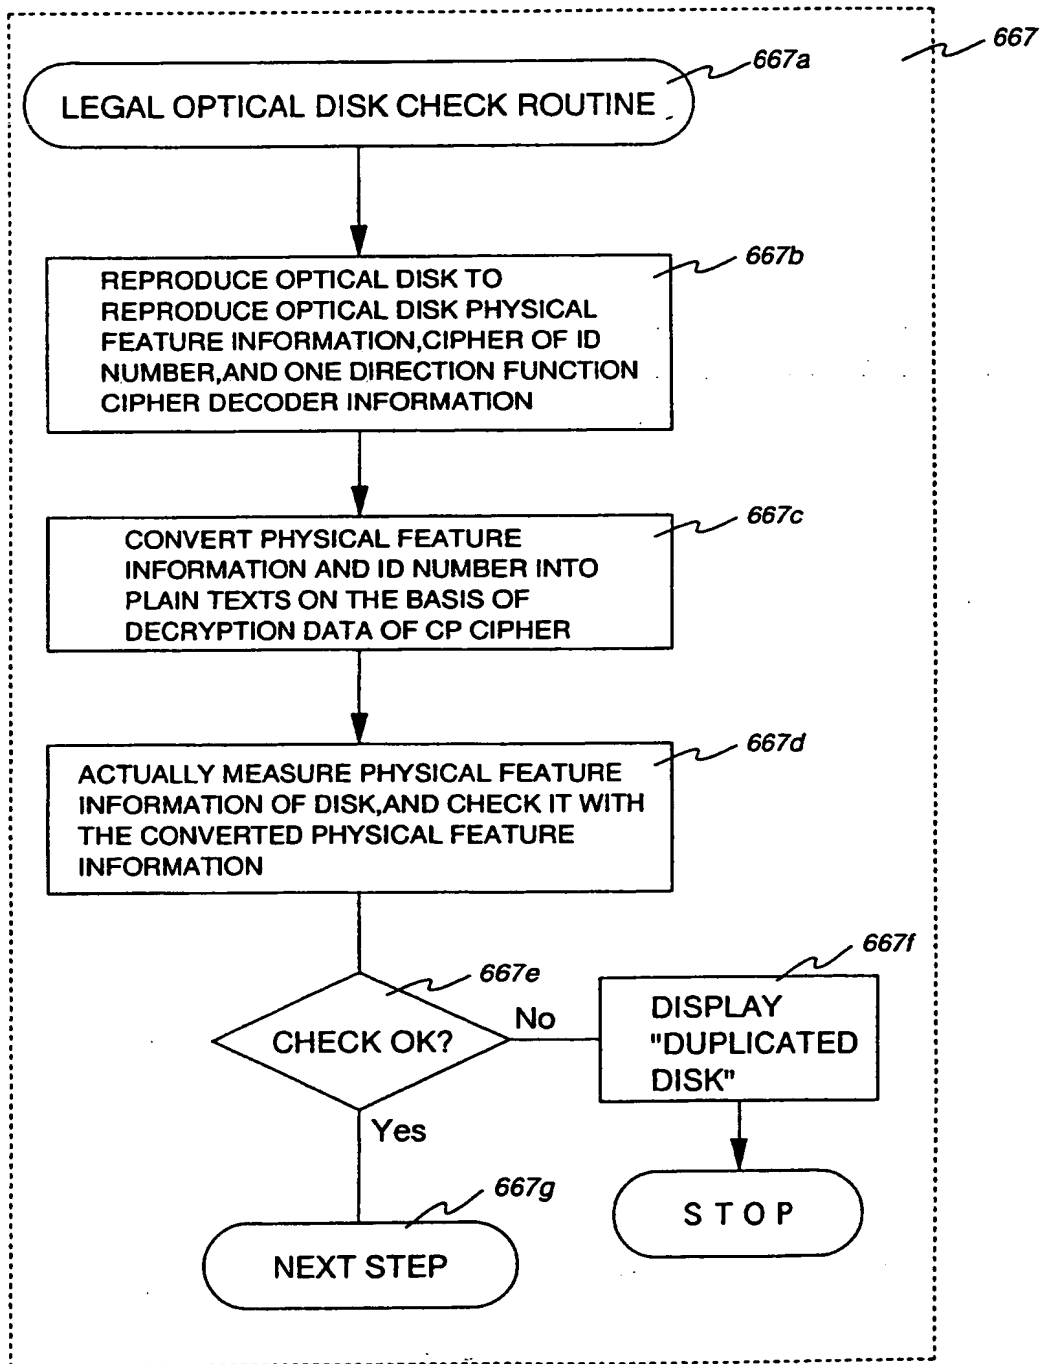 667
667a
LEGAL OPTICAL DISK CHECK ROUTINE
667b
REPRODUCE OPTICAL DISK TO
REPRODUCE OPTICAL DISK PHYSICAL
FEATURE INFORMATION,CIPHER OF ID
NUMBER,AND ONE DIRECTION FUNCTION
CIPHER DECODER INFORMATION
667c
CONVERT PHYSICAL FEATURE
INFORMATION AND ID NUMBER INTO
PLAIN TEXTS ON THE BASIS OF
DECRYPTION DATA OF CP CIPHER
667d
ACTUALLY MEASURE PHYSICAL FEATURE
INFORMATION OF DISK,AND CHECK IT WITH
THE CONVERTED PHYSICAL FEATURE
INFORMATION
667e
CHECK OK?
No
667f
DISPLAY
"DUPLICATED
DISK"
Yes
STOP
667g
NEXT STEP